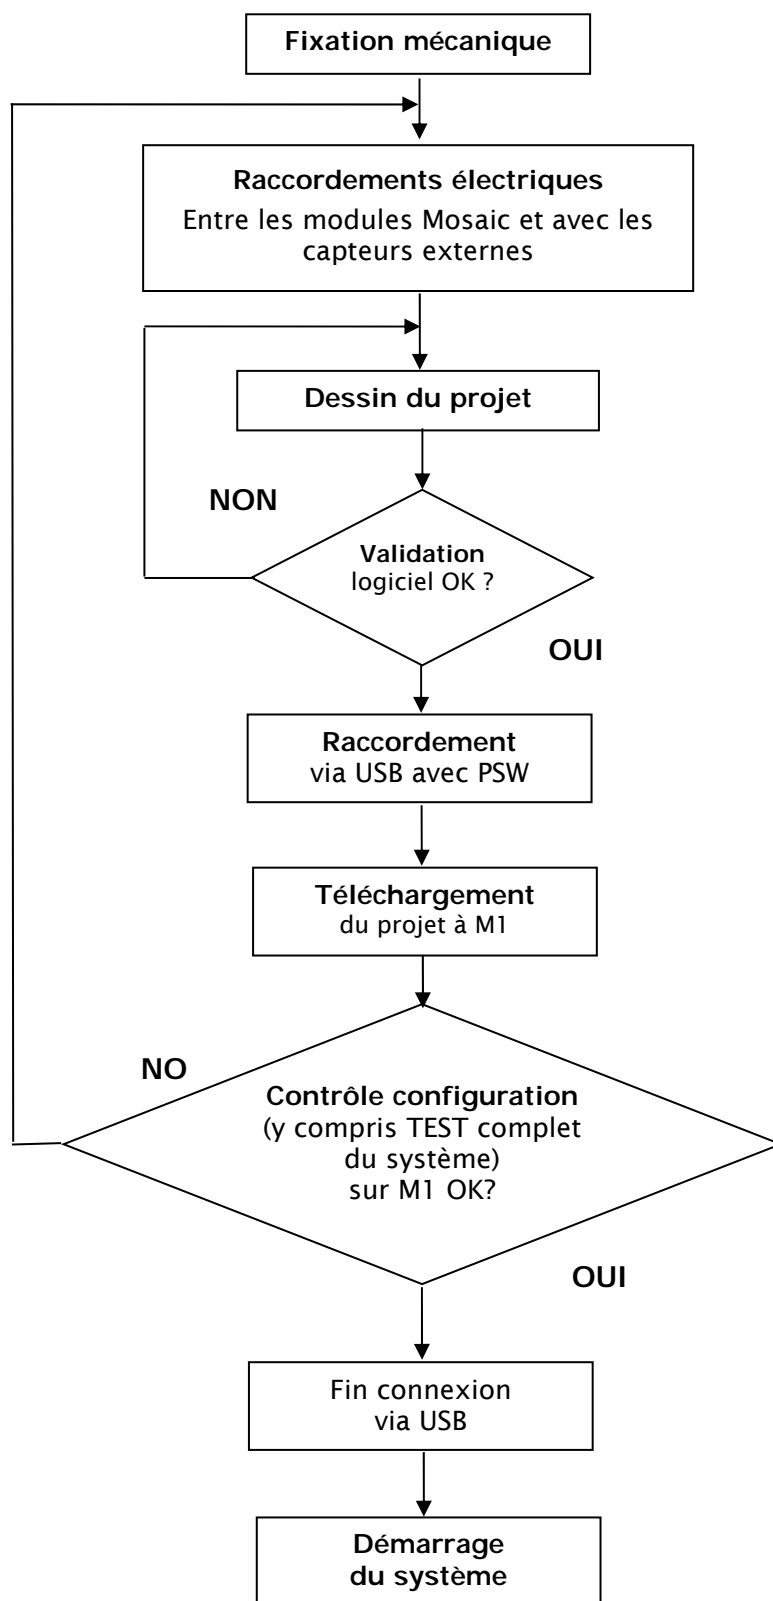 Fixation mécanique
Raccordements électriques
Entre les modules Mosaic et avec les
capteurs externes
Dessin du projet
NON
Validation
logiciel OK ?
OUI
Raccordement
via USB avec PSW
Téléchargement
du projet à M1
NO
Contrôle configuration
(y compris TEST complet
du système)
sur M1 OK?
OUI
Fin connexion
via USB
Démarrage
du système